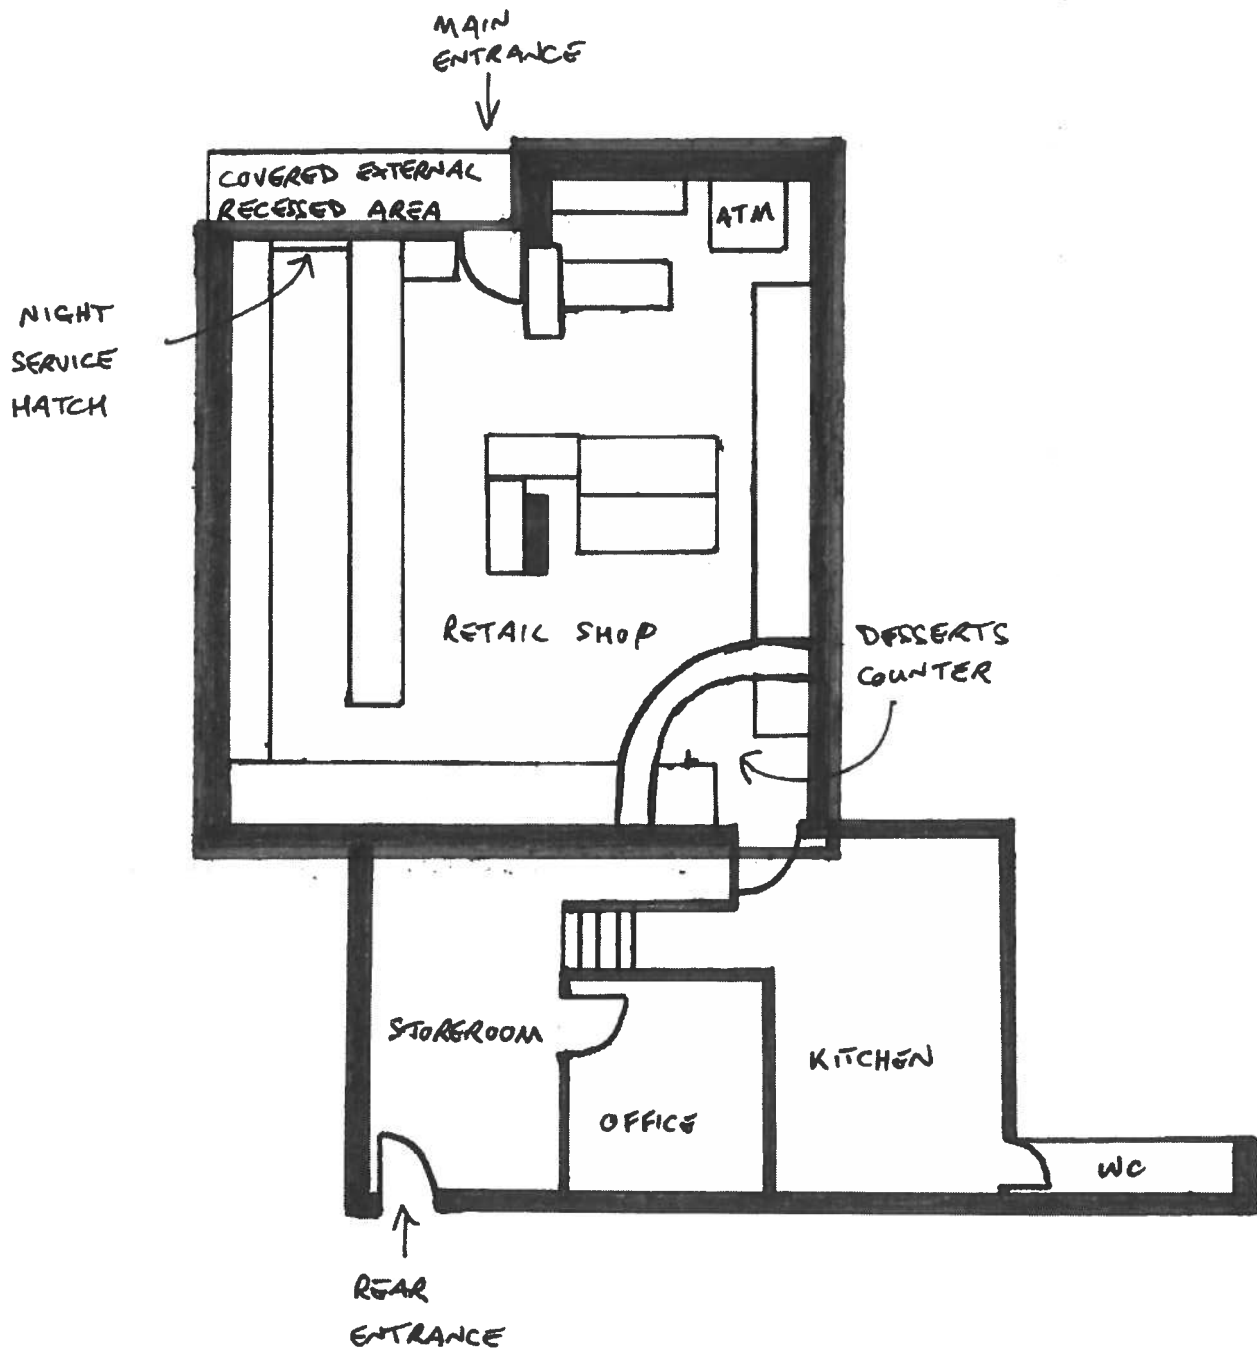 MAIN
ENTRANCE
COVERED EXTERNAL
RECESSED AREA
ATM
NIGHT
SERVICE
HATCH
RETAIL SHOP
DESSERTS
COUNTER
STOREROOM
KITCHEN
OFFICE
WC
REAR
ENTRANCE